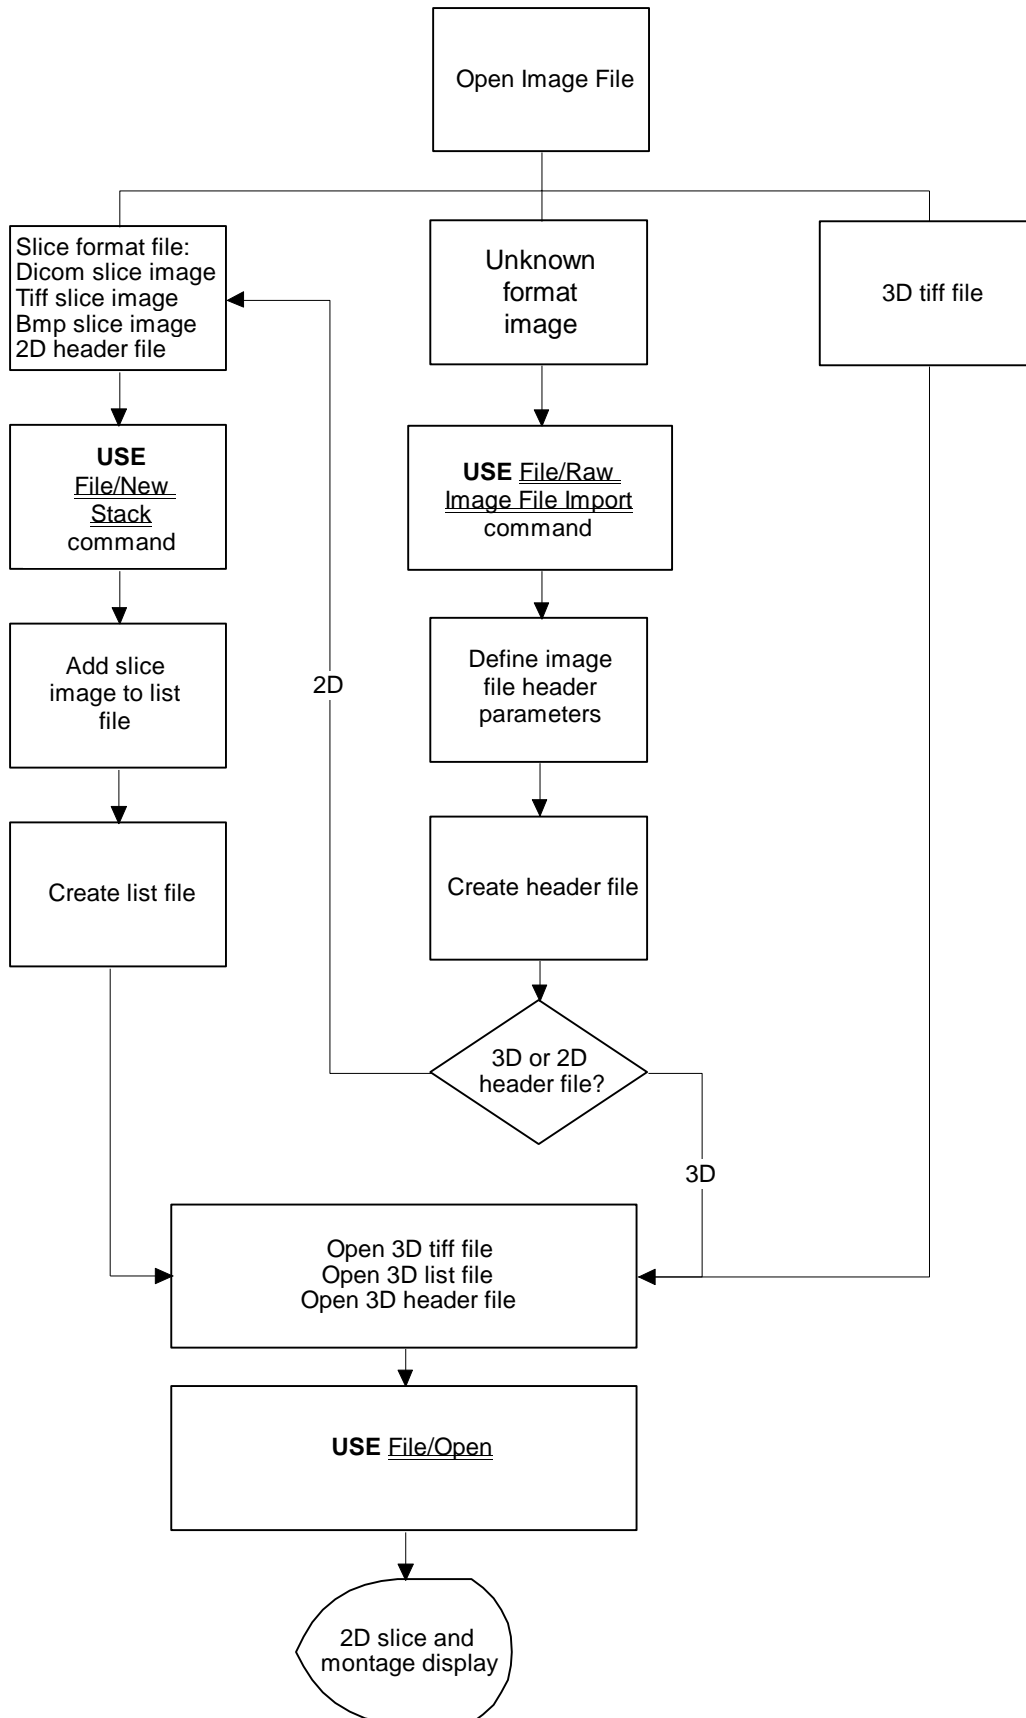 Open Image File
Slice format file:
Dicom slice image
Tiff slice image
Bmp slice image
2D header file
Unknown
format
image
3D tiff file
USE
File/New
Stack
command
USE File/Raw
Image File Import
command
Add slice
image to list
file
2D
Define image
file header
parameters
Create list file
Create header file
3D or 2D
header file?
3D
Open 3D tiff file
Open 3D list file
Open 3D header file
USE File/Open
2D slice and
montage display